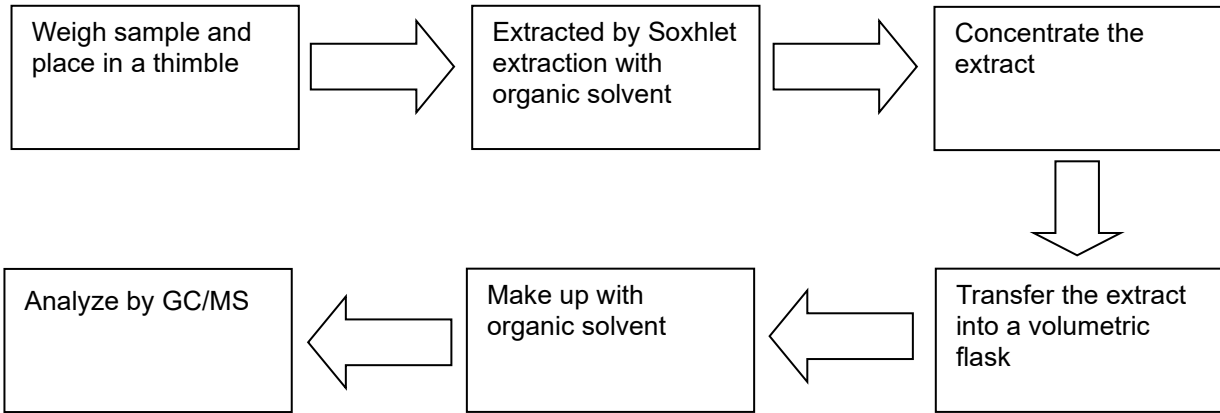 Weigh sample and
place in a thimble
Extracted by Soxhlet
extraction with
organic solvent
Concentrate the
extract
Transfer the extract
into a volumetric
flask
Make up with
organic solvent
Analyze by GC/MS